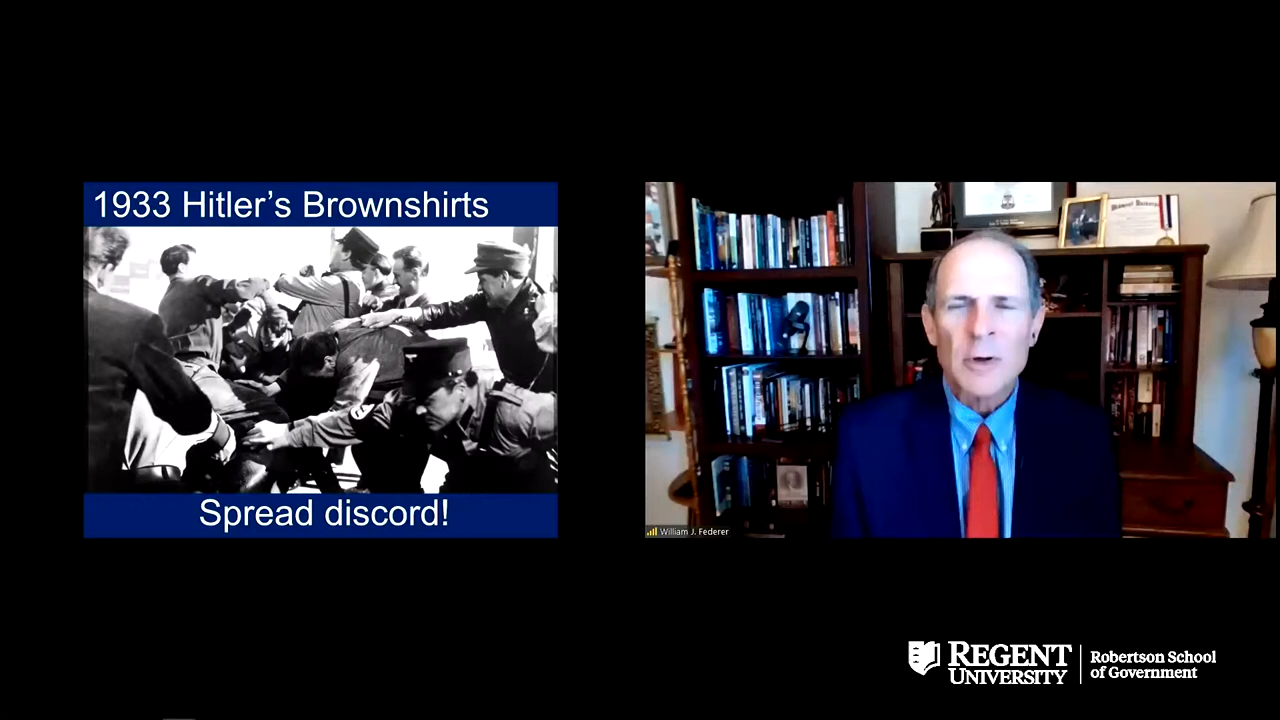 1933 Hitler's Brownshirts
Spread discord!
William J. Federer
REGENT
UNIVERSITY
Robertson School
of Government